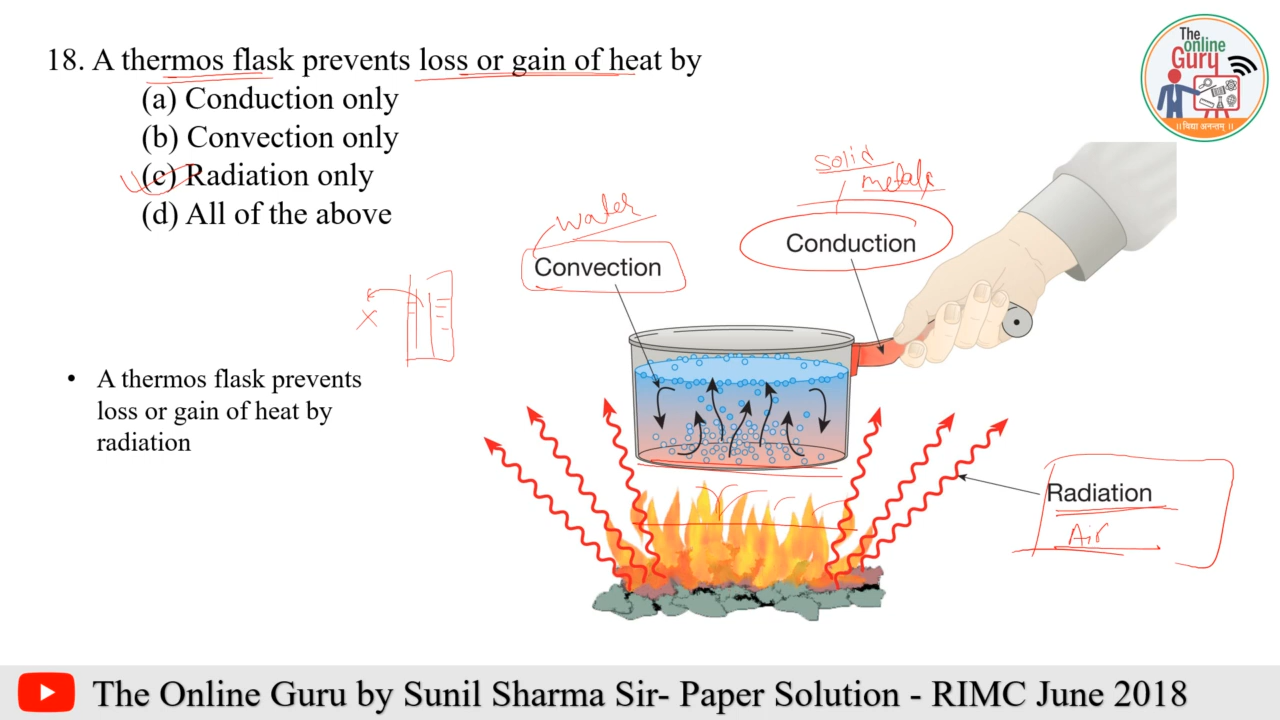 18. A thermos flask prevents loss or gain of heat by
(a) Conduction only
(b) Convection only
(c) Radiation only
(d) All of the above
The
online
Guru
।। विद्या अनन्तम् ।।
solid
metals
water
Conduction
Convection
x
• A thermos flask prevents
loss or gain of heat by
radiation
Radiation
Air
The Online Guru by Sunil Sharma Sir- Paper Solution - RIMC June 2018